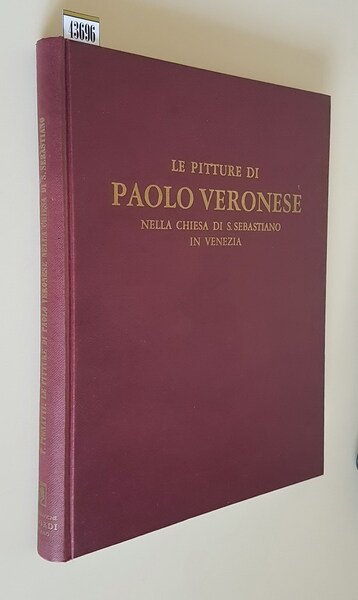 43696
LE PITTURE DI
PAOLO VERONESE
NELLA CHIESA DI S. SEBASTIANO
IN VENEZIA
LE PITTURE DI PAOLO VERONESE NELLA CHIESA DI S. SEBASTIANO